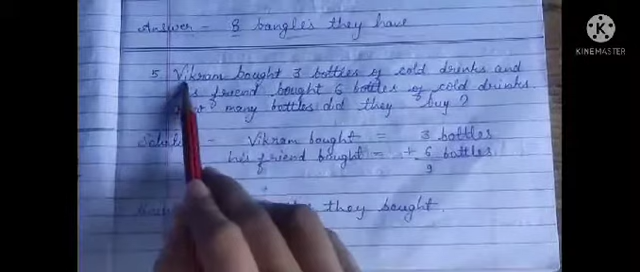 Answer - 8 bangles they have
5 Vikram bought 3 bottles of cold drinks and
friend bought 6 bottles of cold drinks.
many bottles did they buy ?
Vikram bought = 3 bottles
his friend bought = + 6 bottles
9
they bought.
K
KINEMASTER